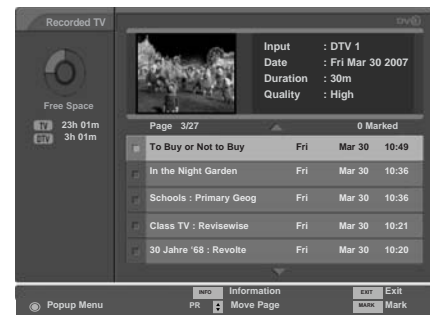 Recorded TV
DTV
Free Space
TV 23h 01m
DTV 3h 01m
Input : DTV 1
Date : Fri Mar 30 2007
Duration : 30m
Quality : High
Page 3/27 0 Marked
To Buy or Not to Buy Fri Mar 30 10:49
In the Night Garden Fri Mar 30 10:36
Schools : Primary Geog Fri Mar 30 10:36
Class TV : Revisewise Fri Mar 30 10:21
30 Jahre ‘68 : Revolte Fri Mar 30 10:20
INFO Information EXIT Exit
Popup Menu PR Move Page MARK Mark